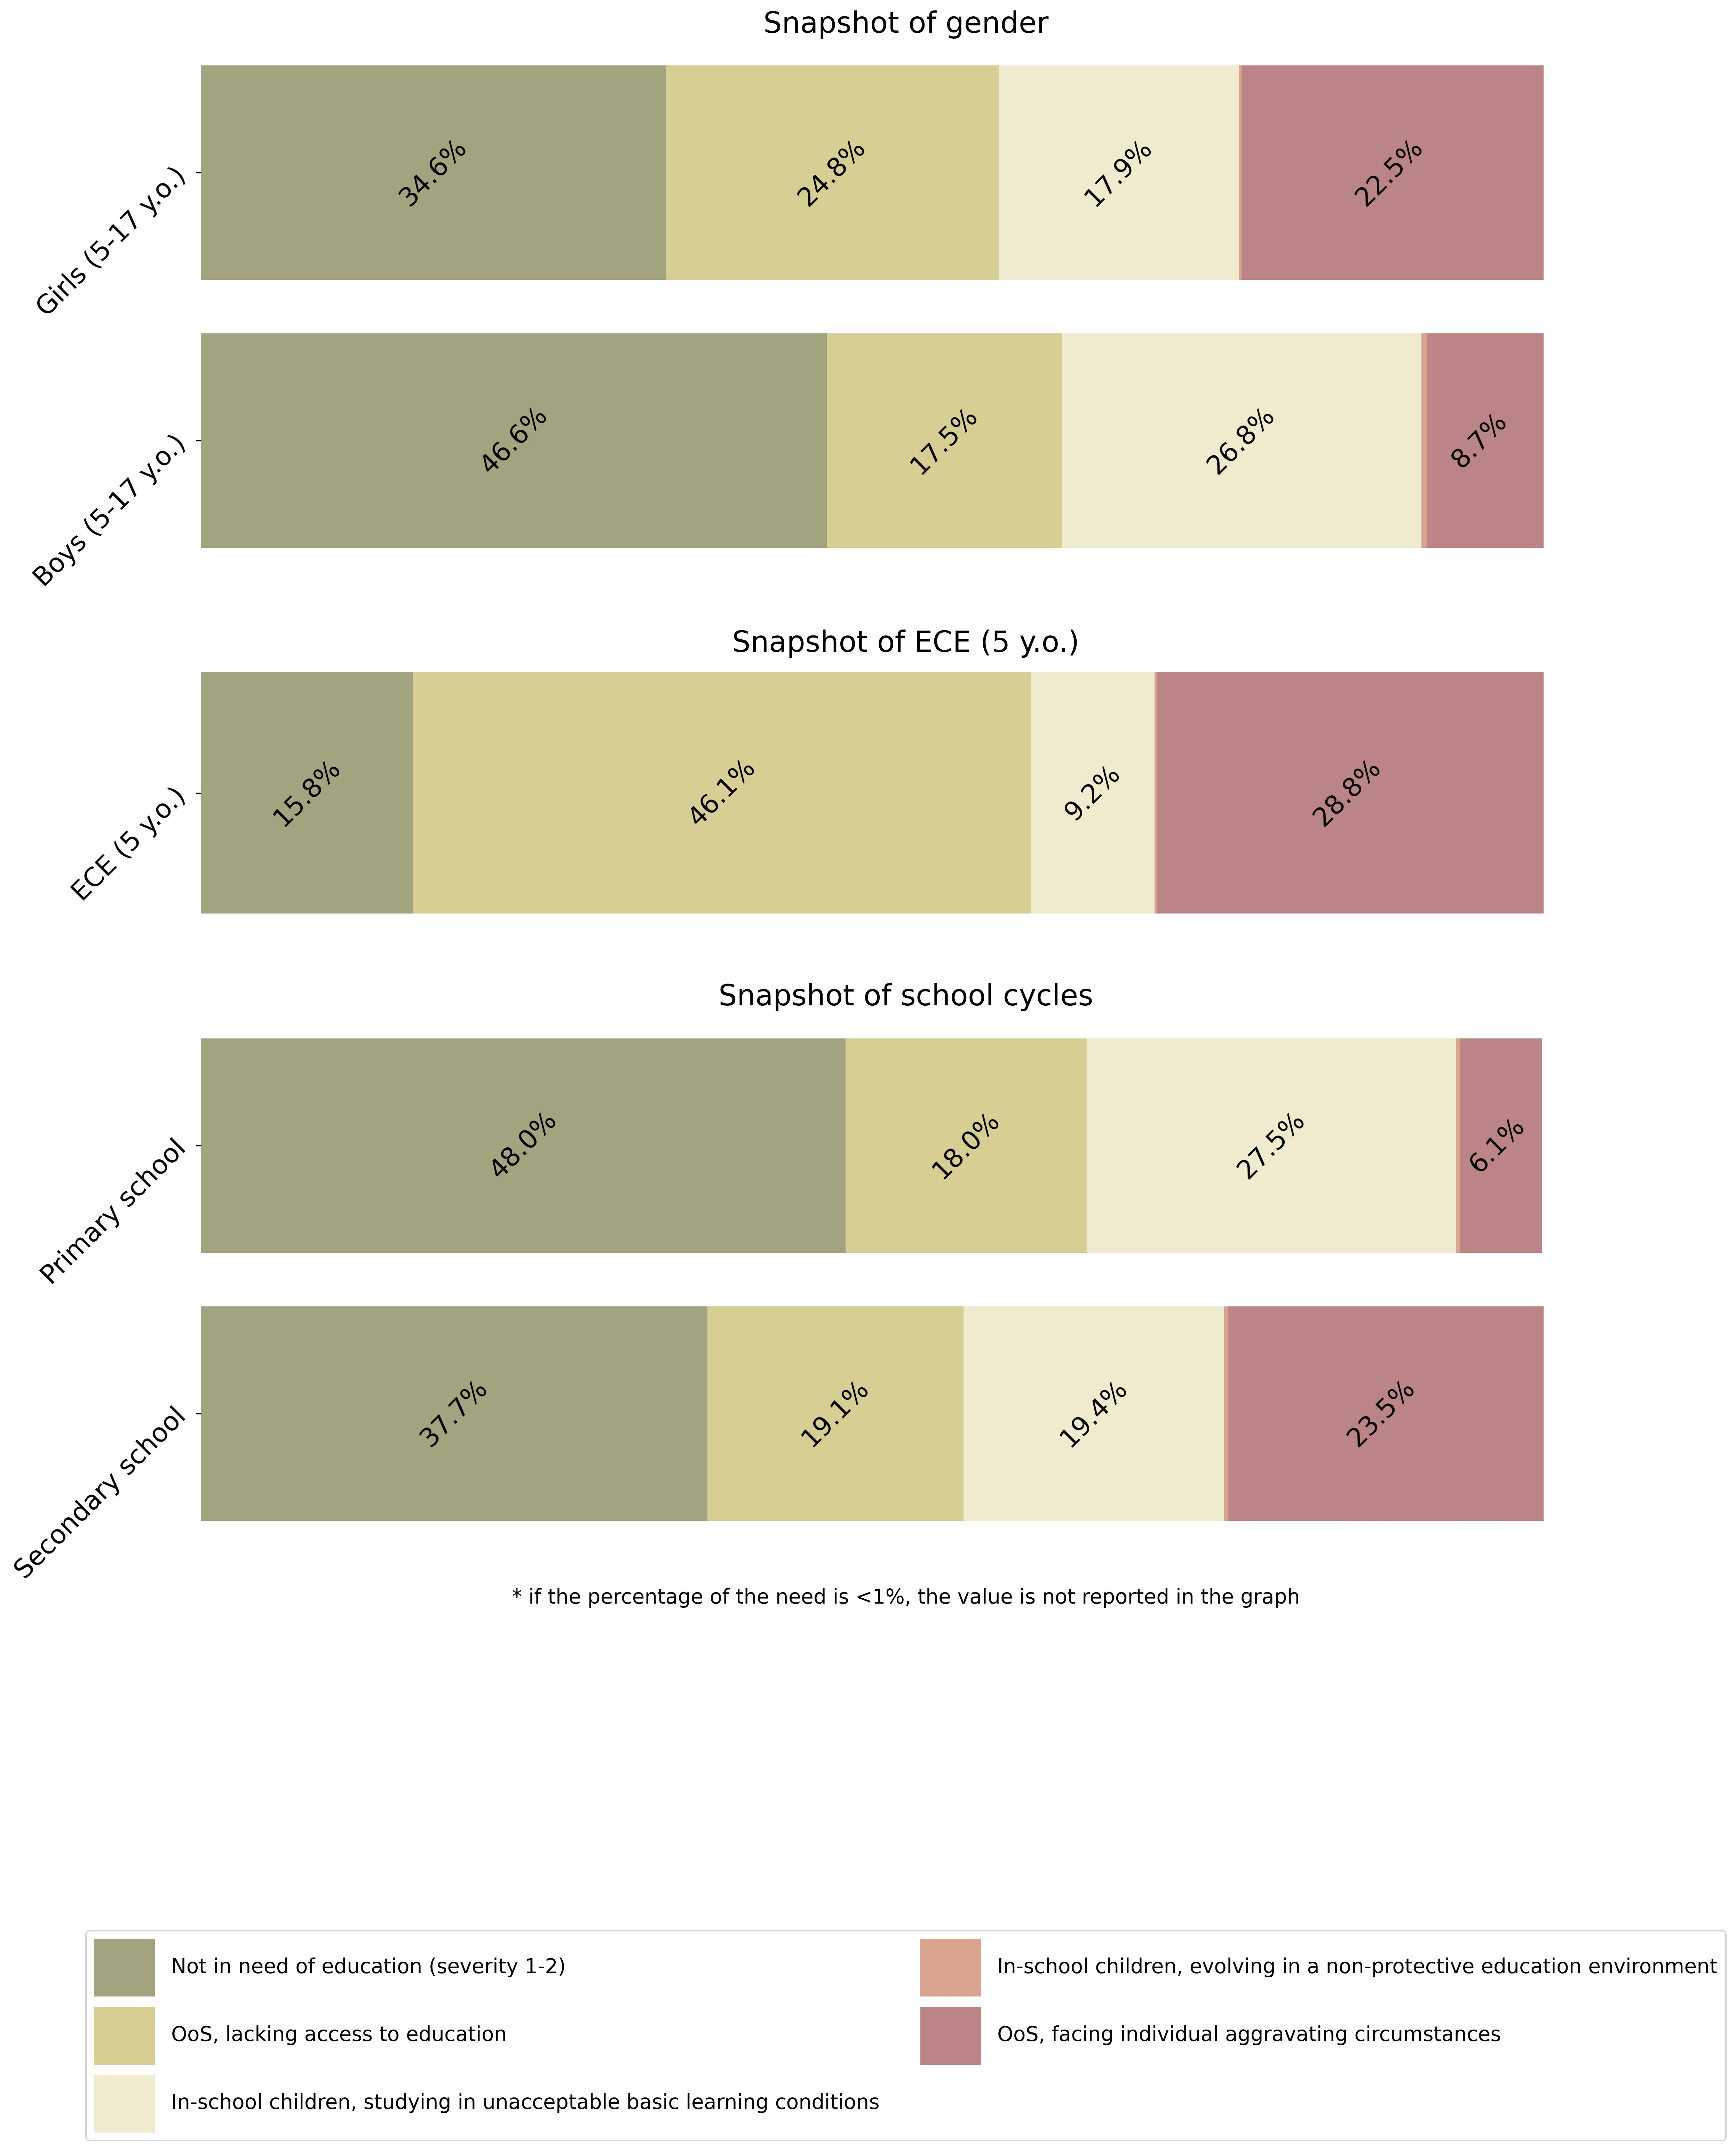 Snapshot of gender
Girls (5-17 y.o.)
34.6%
24.8%
17.9%
22.5%
Boys (5-17 y.o.)
46.6%
17.5%
26.8%
8.7%
Snapshot of ECE (5 y.o.)
ECE (5 y.o.)
15.8%
46.1%
9.2%
28.8%
Snapshot of school cycles
Primary school
48.0%
18.0%
27.5%
6.1%
Secondary school
37.7%
19.1%
19.4%
23.5%
* if the percentage of the need is <1%, the value is not reported in the graph
Not in need of education (severity 1-2)
OoS, lacking access to education
In-school children, studying in unacceptable basic learning conditions
In-school children, evolving in a non-protective education environment
OoS, facing individual aggravating circumstances